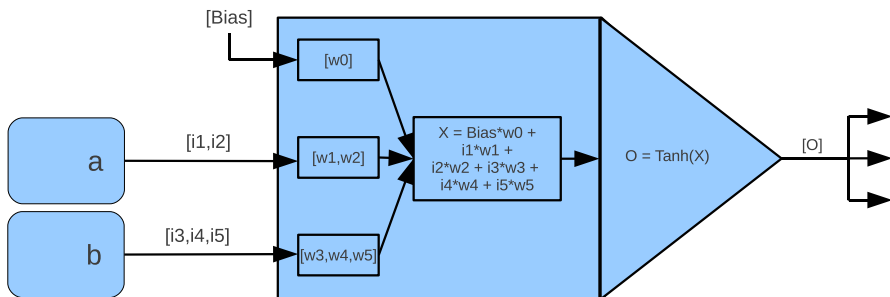 [Bias]
[w0]
a
[i1,i2]
[w1,w2]
X = Bias*w0 +
i1*w1 +
i2*w2 + i3*w3 +
i4*w4 + i5*w5
O = Tanh(X)
[O]
b
[i3,i4,i5]
[w3,w4,w5]